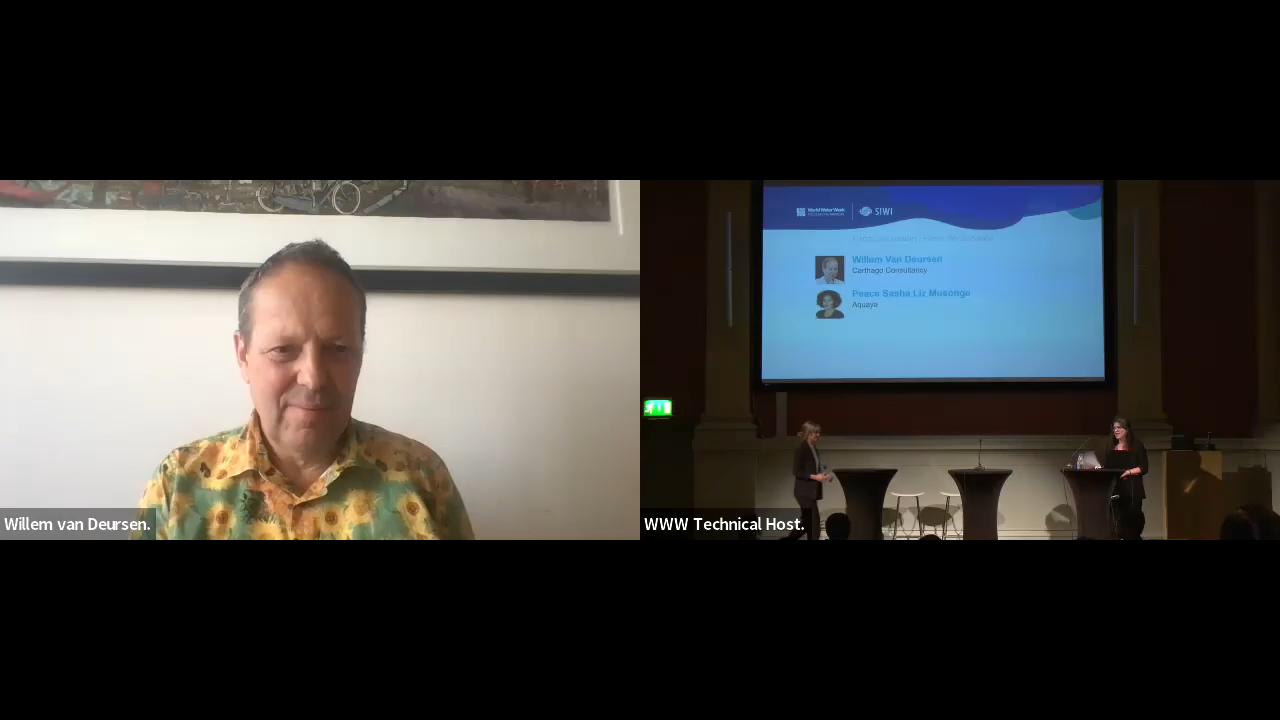 World Water Week
SIWI
Willem Van Deursen
Carthago Consultancy
Peace Sasha Liz Musonge
Aquaya
Willem van Deursen.
WWW Technical Host.